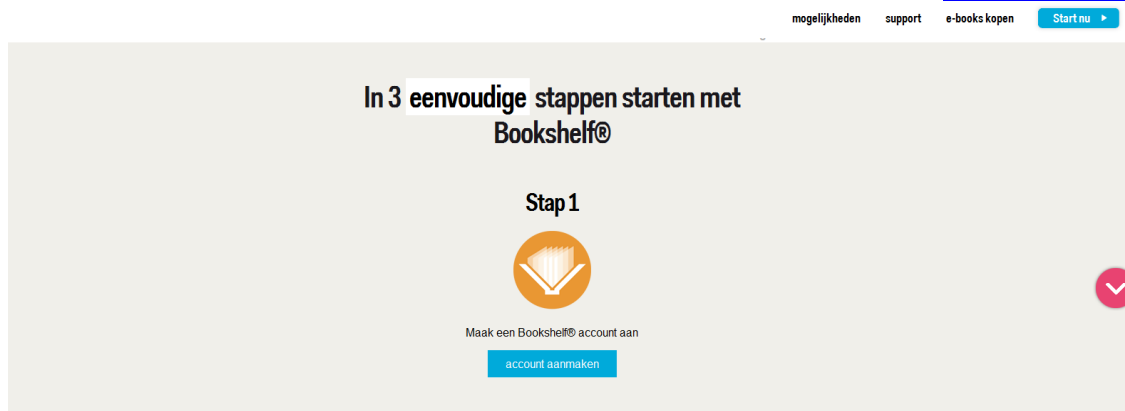 mogelijkheden support e-books kopen Start nu
In 3 eenvoudige stappen starten met
Bookshelf®
Stap 1
Maak een Bookshelf® account aan
account aanmaken